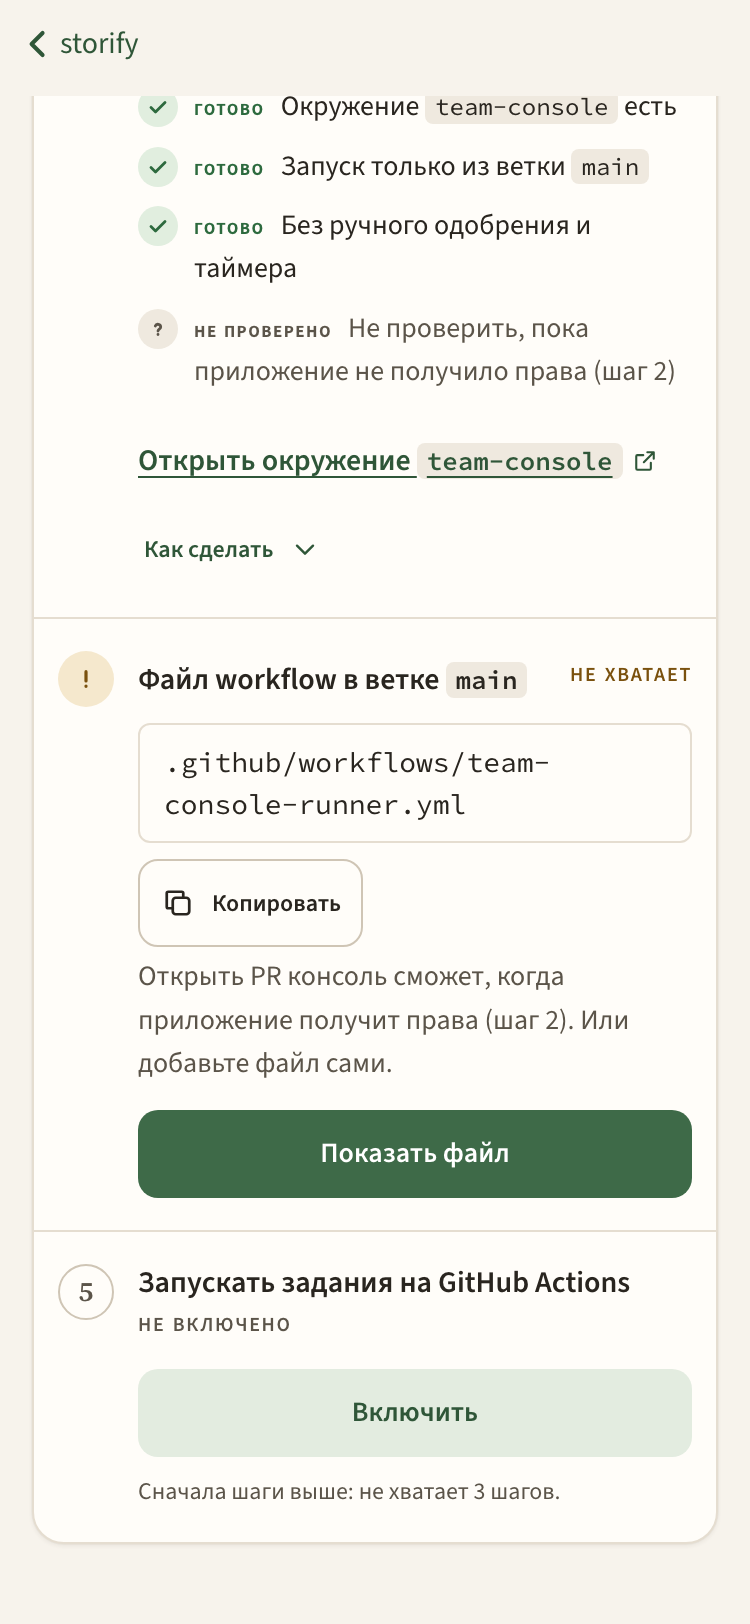 storify
ГОТОВО Окружение team-console есть
ГОТОВО Запуск только из ветки main
ГОТОВО Без ручного одобрения и
таймера
? НЕ ПРОВЕРЕНО Не проверить, пока
приложение не получило права (шаг 2)
Открыть окружение team-console
Как сделать
! Файл workflow в ветке main НЕ ХВАТАЕТ
.github/workflows/team-
console-runner.yml
Копировать
Открыть PR консоль сможет, когда
приложение получит права (шаг 2). Или
добавьте файл сами.
Показать файл
5 Запускать задания на GitHub Actions
НЕ ВКЛЮЧЕНО
Включить
Сначала шаги выше: не хватает 3 шагов.